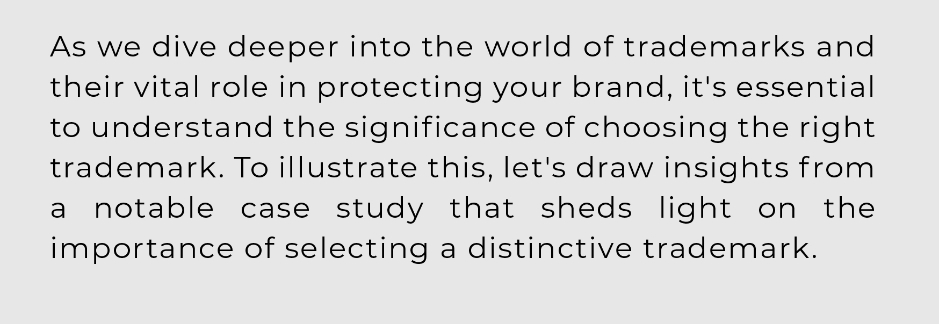 As we dive deeper into the world of trademarks and
their vital role in protecting your brand, it's essential
to understand the significance of choosing the right
trademark. To illustrate this, let's draw insights from
a notable case study that sheds light on the
importance of selecting a distinctive trademark.